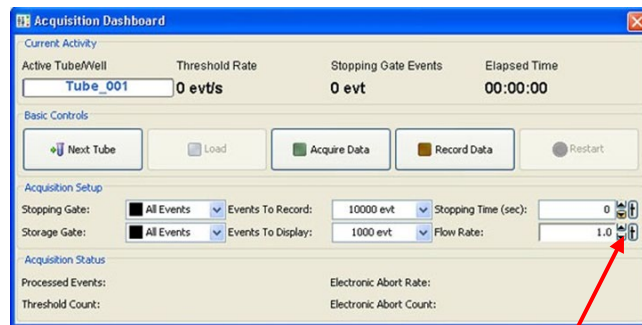 Acquisition Dashboard
Current Activity
Active Tube/Well Threshold Rate Stopping Gate Events Elapsed Time
Tube_001 0 evt/s 0 evt 00:00:00
Basic Controls
Next Tube Load Acquire Data Record Data Restart
Acquisition Setup
Stopping Gate: All Events Events To Record: 10000 evt Stopping Time (sec): 0
Storage Gate: All Events Events To Display: 1000 evt Flow Rate: 1.0
Acquisition Status
Processed Events: Electronic Abort Rate:
Threshold Count: Electronic Abort Count: